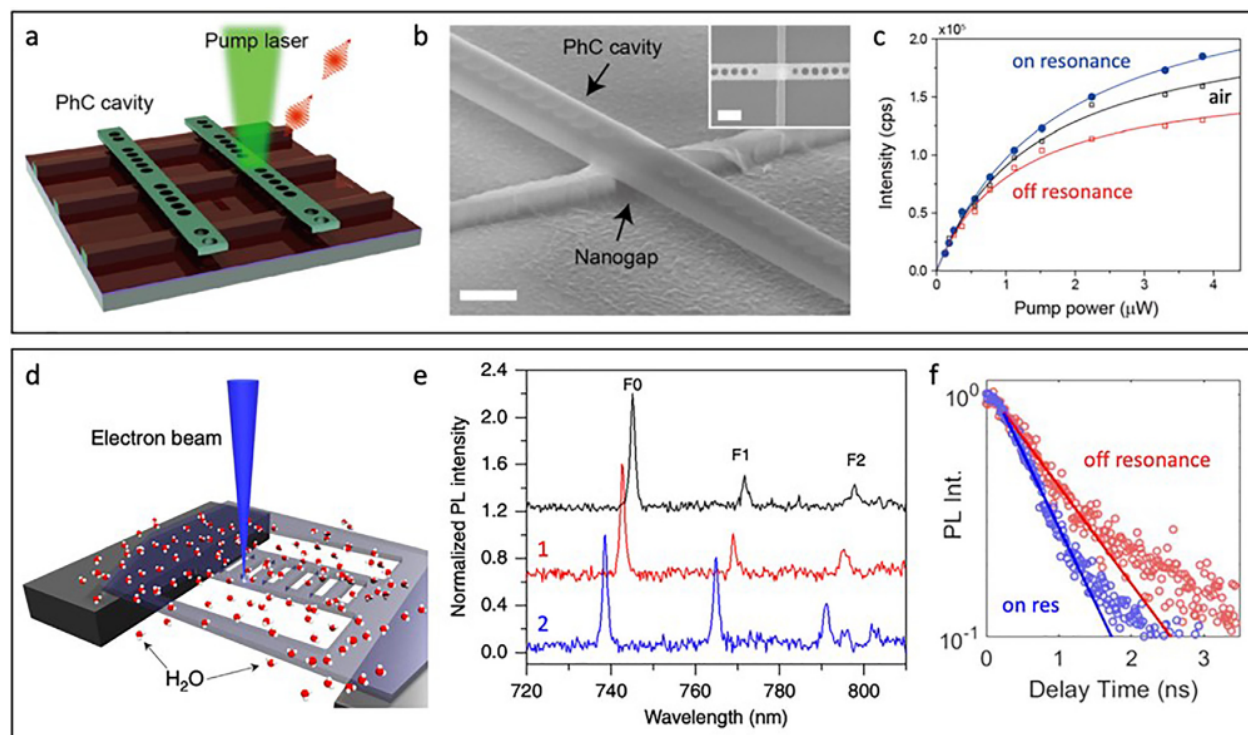 a
Pump laser
PhC cavity
b
PhC cavity
Nanogap
c
×10⁵
2.0
1.5
1.0
0.5
0.0
Intensity (cps)
on resonance
air
off resonance
0 1 2 3 4
Pump power (μW)
d
Electron beam
H₂O
e
2.4
2.0
1.6
1.2
0.8
0.4
0.0
Normalized PL intensity
F0
F1
F2
1
2
720 740 760 780 800
Wavelength (nm)
f
10⁰
10⁻¹
PL Int.
off resonance
on res
0 1 2 3
Delay Time (ns)